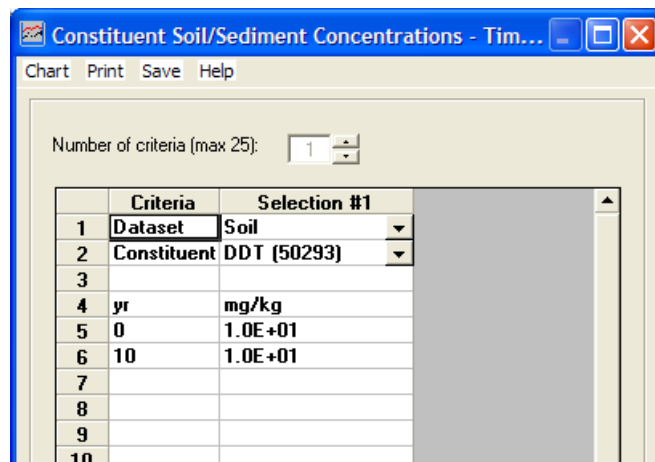 Constituent Soil/Sediment Concentrations - Tim...
Chart Print Save Help
Number of criteria (max 25): 1
Criteria Selection #1
1 Dataset Soil
2 Constituent DDT (50293)
3
4 yr mg/kg
5 0 1.0E+01
6 10 1.0E+01
7
8
9
10